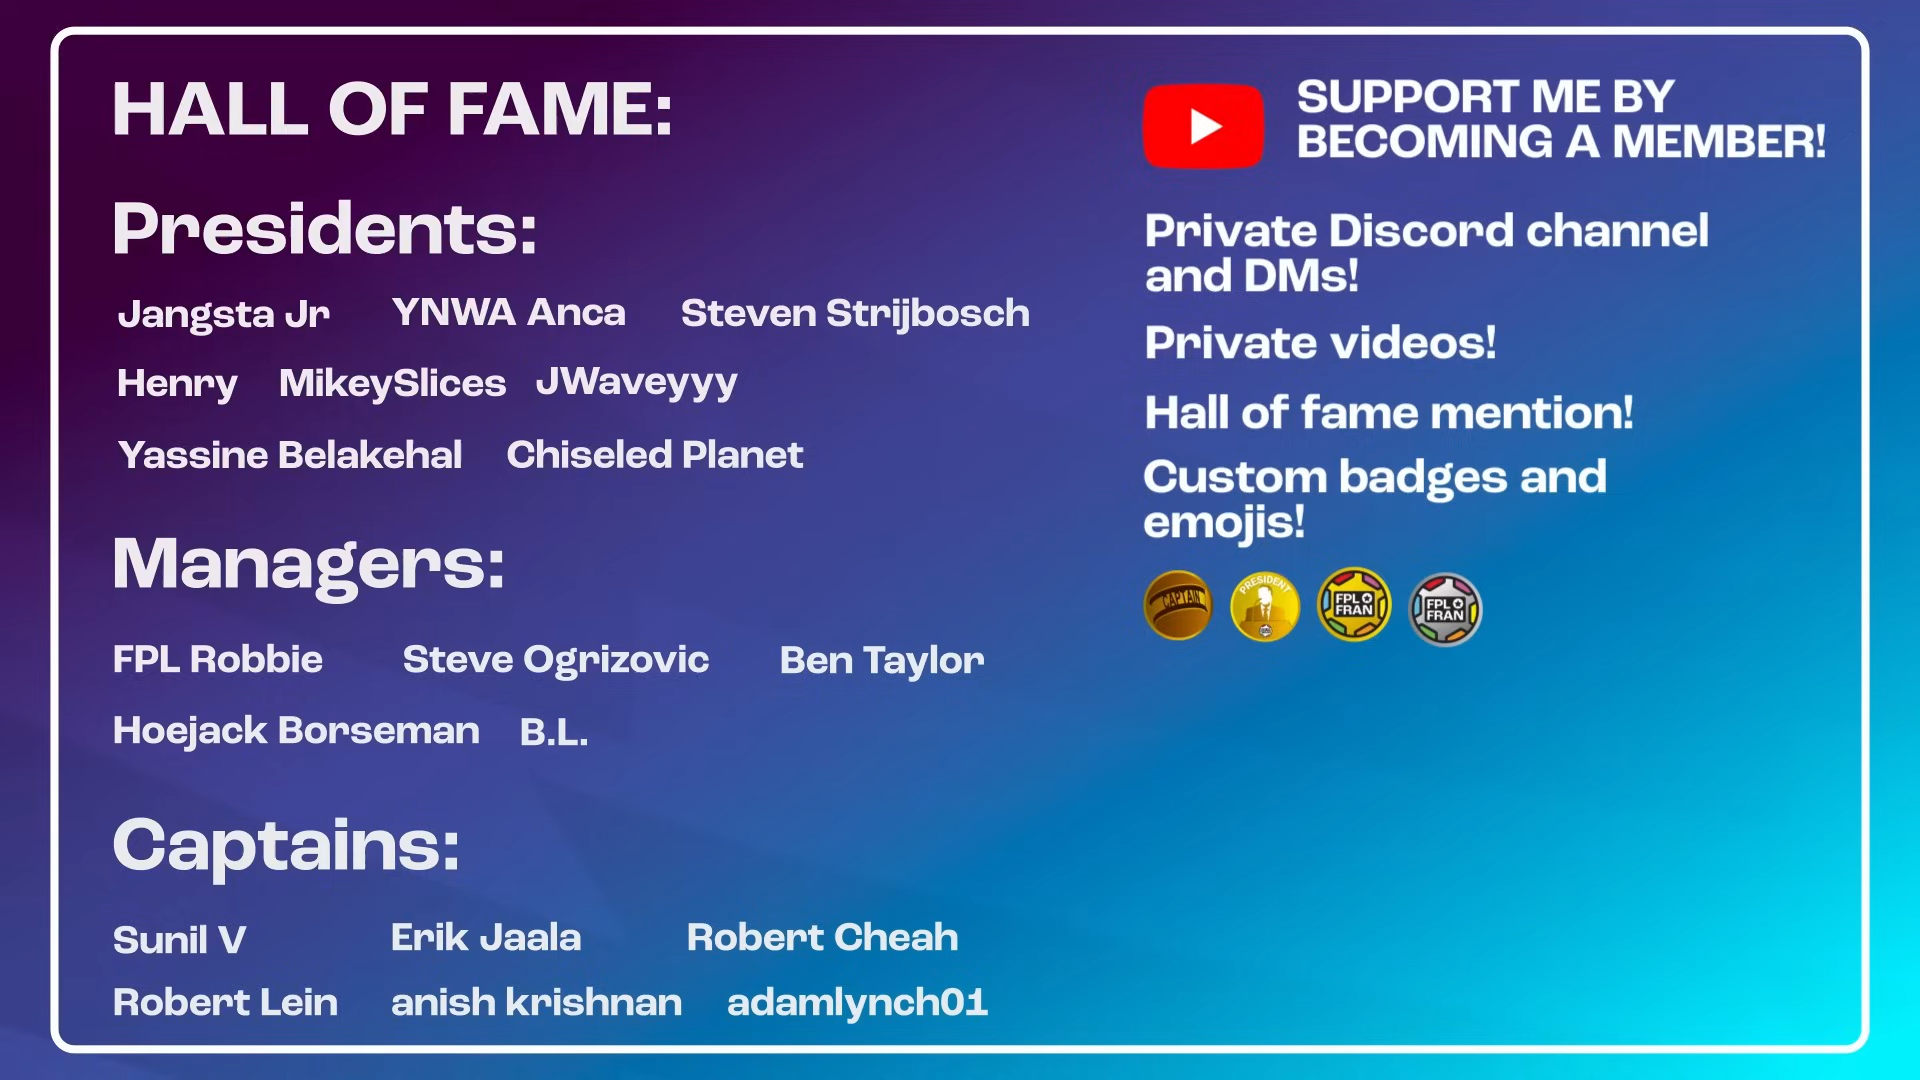 HALL OF FAME:
Presidents:
Jangsta Jr YNWA Anca Steven Strijbosch
Henry MikeySlices JWaveyyy
Yassine Belakehal Chiseled Planet
Managers:
FPL Robbie Steve Ogrizovic Ben Taylor
Hoejack Borseman B.L.
Captains:
Sunil V Erik Jaala Robert Cheah
Robert Lein anish krishnan adamlynch01
SUPPORT ME BY
BECOMING A MEMBER!
Private Discord channel
and DMs!
Private videos!
Hall of fame mention!
Custom badges and
emojis!
CAPTAIN
PRESIDENT
FPL
FRAN
FPL
FRAN